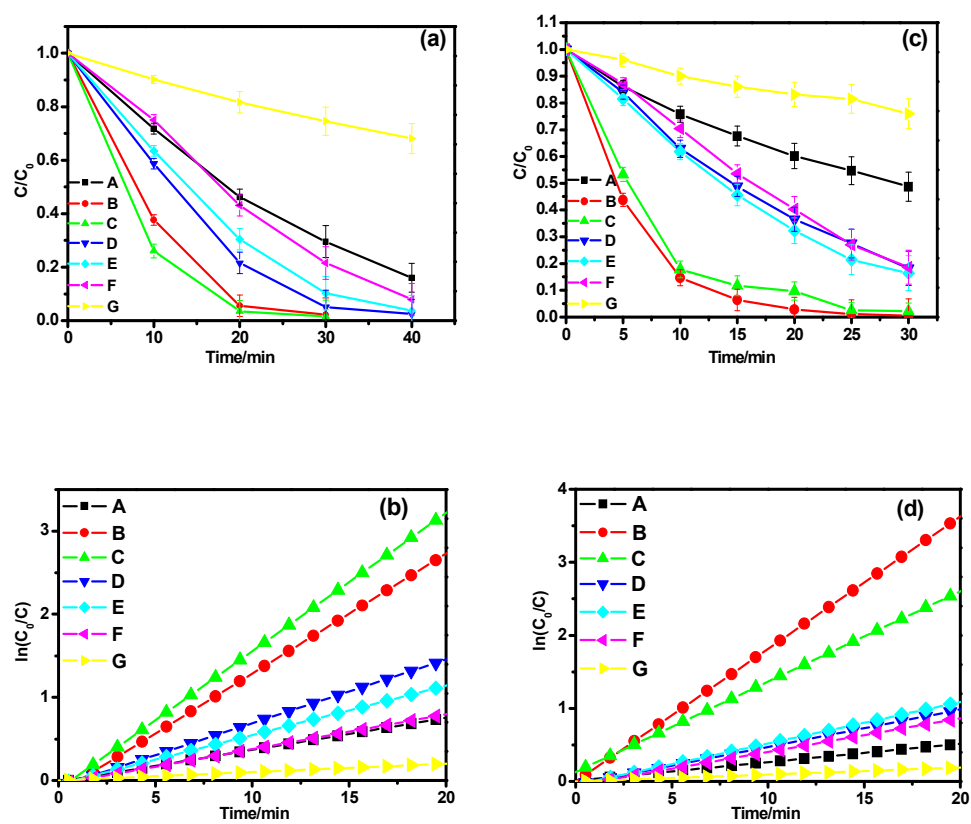 (a)
1.0
0.8
0.6
0.4
0.2
0.0
C/C0
A
B
C
D
E
F
G
0 10 20 30 40
Time/min
(c)
1.1
1.0
0.9
0.8
0.7
0.6
0.5
0.4
0.3
0.2
0.1
0.0
C/C0
A
B
C
D
E
F
G
0 5 10 15 20 25 30
Time/min
(b)
3
2
1
0
ln(C0/C)
A
B
C
D
E
F
G
0 5 10 15 20
Time/min
(d)
4
3
2
1
0
ln(C0/C)
A
B
C
D
E
F
G
0 5 10 15 20
Time/min